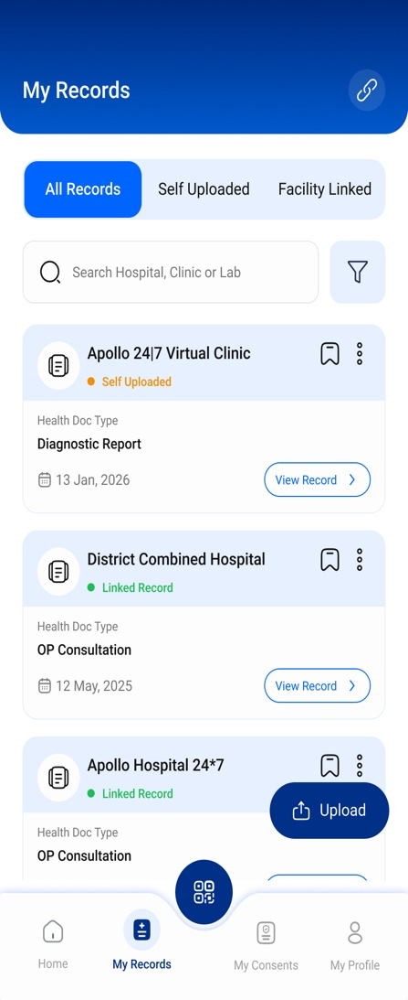 My Records
All Records
Self Uploaded
Facility Linked
Search Hospital, Clinic or Lab
Apollo 24|7 Virtual Clinic
Self Uploaded
Health Doc Type
Diagnostic Report
13 Jan, 2026
View Record
District Combined Hospital
Linked Record
Health Doc Type
OP Consultation
12 May, 2025
View Record
Apollo Hospital 24*7
Linked Record
Health Doc Type
OP Consultation
Upload
Home
My Records
My Consents
My Profile